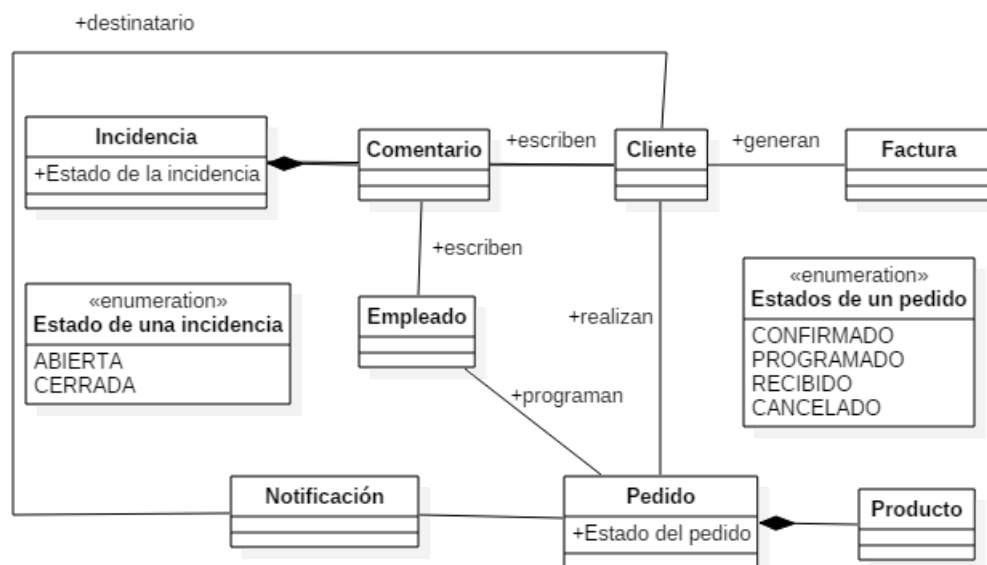 +destinatario
Incidencia
+Estado de la incidencia
Comentario
+escriben
Cliente
+generan
Factura
+escriben
«enumeration»
Estado de una incidencia
ABIERTA
CERRADA
Empleado
+realizan
«enumeration»
Estados de un pedido
CONFIRMADO
PROGRAMADO
RECIBIDO
CANCELADO
+programan
Notificación
Pedido
+Estado del pedido
Producto